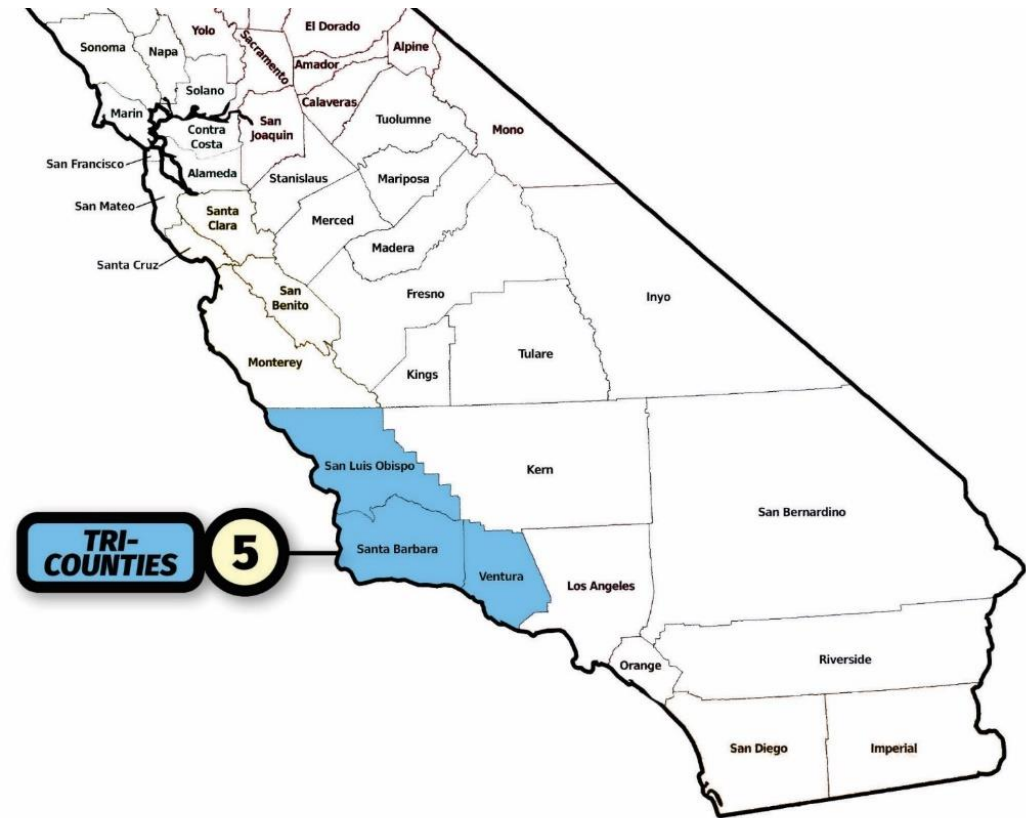 El Dorado
Yolo
Sacramento
Alpine
Sonoma
Napa
Amador
Solano
Calaveras
Marin
San
Joaquin
Tuolumne
Mono
Contra
Costa
San Francisco
Alameda
Stanislaus
Mariposa
San Mateo
Santa
Clara
Merced
Madera
Santa Cruz
San
Benito
Fresno
Inyo
Monterey
Kings
Tulare
San Luis Obispo
Kern
San Bernardino
TRI-
COUNTIES
5
Santa Barbara
Ventura
Los Angeles
Orange
Riverside
San Diego
Imperial